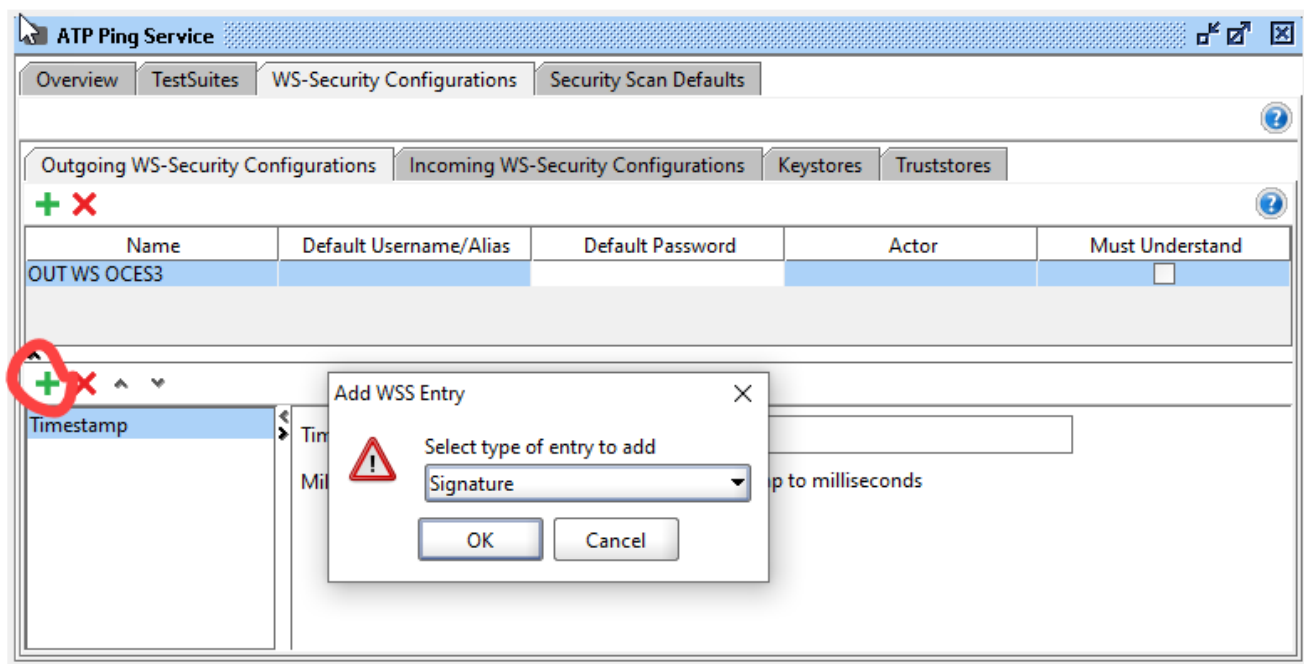 ATP Ping Service
Overview TestSuites WS-Security Configurations Security Scan Defaults
Outgoing WS-Security Configurations Incoming WS-Security Configurations Keystores Truststores
Name Default Username/Alias Default Password Actor Must Understand
OUT WS OCES3
Add WSS Entry
Timestamp
Select type of entry to add
Signature
to milliseconds
OK Cancel